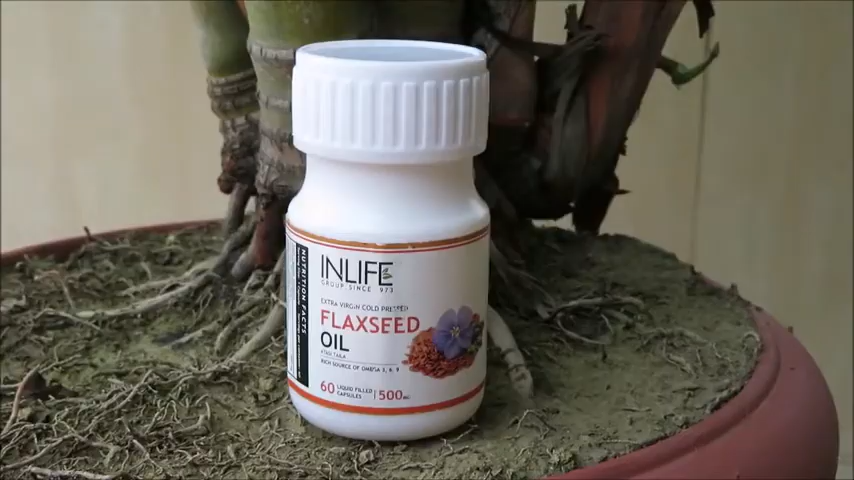 INLIFE
GROUP SINCE 973
EXTRA VIRGIN COLD PRESSED
FLAXSEED
OIL
RICH SOURCE OF OMEGA 3, 6, 9
60 LIQUID FILLED CAPSULES 500MG
NUTRITION FACTS